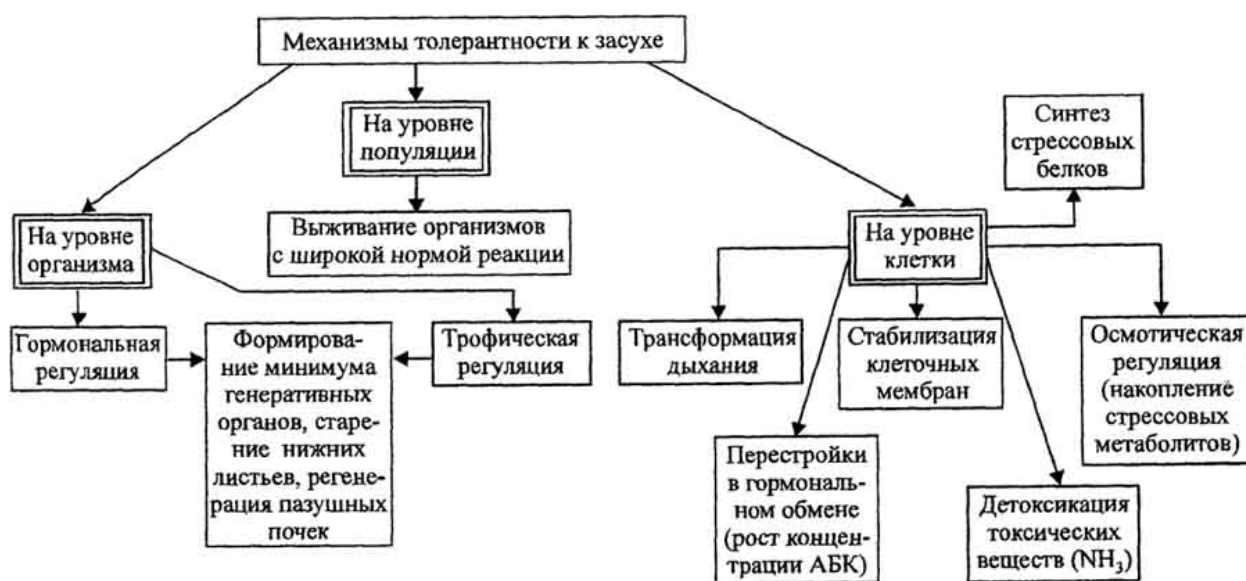 Механизмы толерантности к засухе
На уровне
популяции
Синтез
стрессовых
белков
На уровне
организма
Выживание организмов
с широкой нормой реакции
На уровне
клетки
Гормональная
регуляция
Формирова-
ние минимума
генеративных
органов, старе-
ние нижних
листьев, регене-
рация пазушных
почек
Трофическая
регуляция
Трансформация
дыхания
Стабилизация
клеточных
мембран
Осмотическая
регуляция
(накопление
стрессовых
метаболитов)
Перестройки
в гормональ-
ном обмене
(рост концен-
трации АБК)
Детоксикация
токсических
веществ (NH₃)